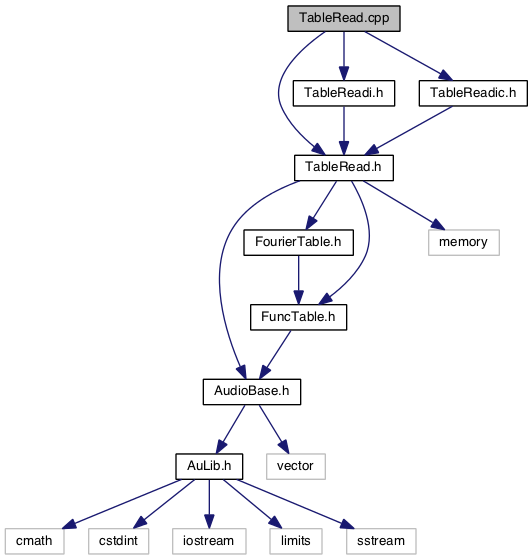 TableRead.cpp
TableReadi.h
TableReadic.h
TableRead.h
FourierTable.h
memory
FuncTable.h
AudioBase.h
AuLib.h
vector
cmath
cstdint
iostream
limits
sstream